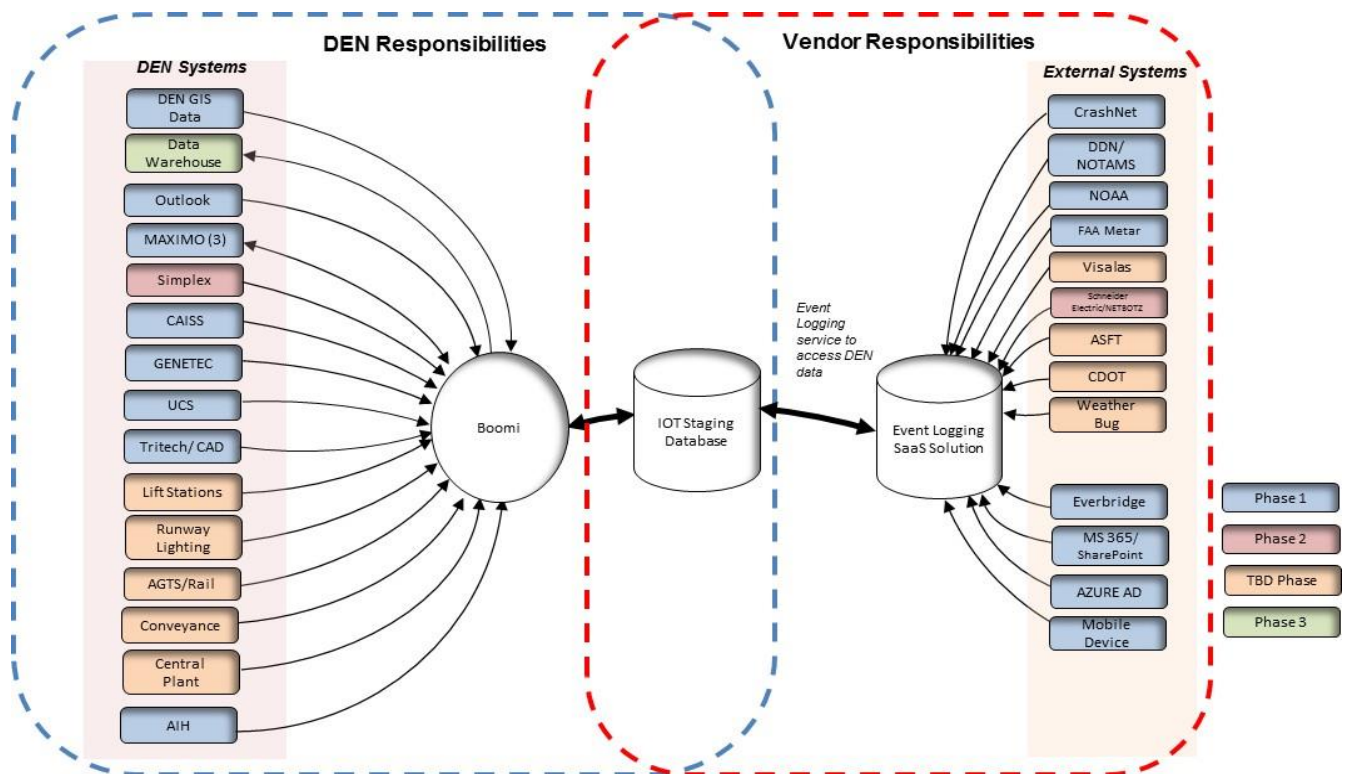 DEN Responsibilities
Vendor Responsibilities
DEN Systems
DEN GIS
Data
Data
Warehouse
Outlook
MAXIMO (3)
Simplex
CAISS
GENETEC
UCS
Tritech/ CAD
Lift Stations
Runway
Lighting
AGTS/Rail
Conveyance
Central
Plant
AIH
Boomi
IOT Staging
Database
Event
Logging
service to
access DEN
data
Event Logging
SaaS Solution
External Systems
CrashNet
DDN/
NOTAMS
NOAA
FAA Metar
Visalas
Schneider
Electric/NETBOTZ
ASFT
CDOT
Weather
Bug
Everbridge
MS 365/
SharePoint
AZURE AD
Mobile
Device
Phase 1
Phase 2
TBD Phase
Phase 3